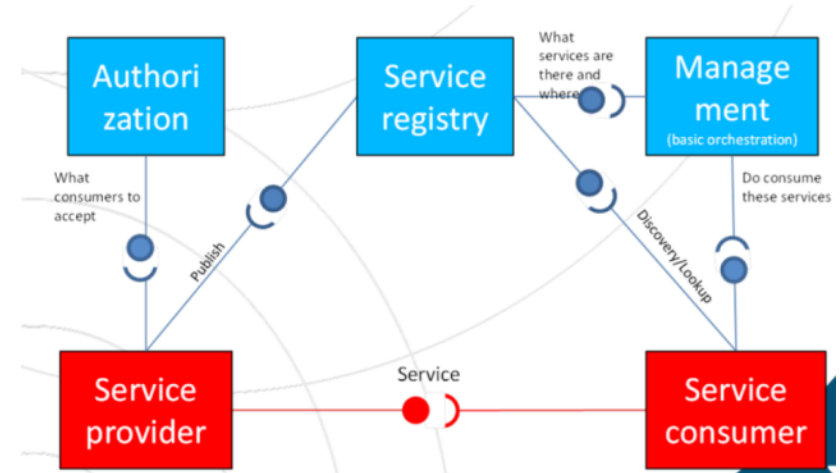 Authori
zation
Service
registry
What
services are
there and
where
Manage
ment
(basic orchestration)
What
consumers to
accept
Publish
Discovery/Lookup
Do consume
these services
Service
provider
Service
Service
consumer